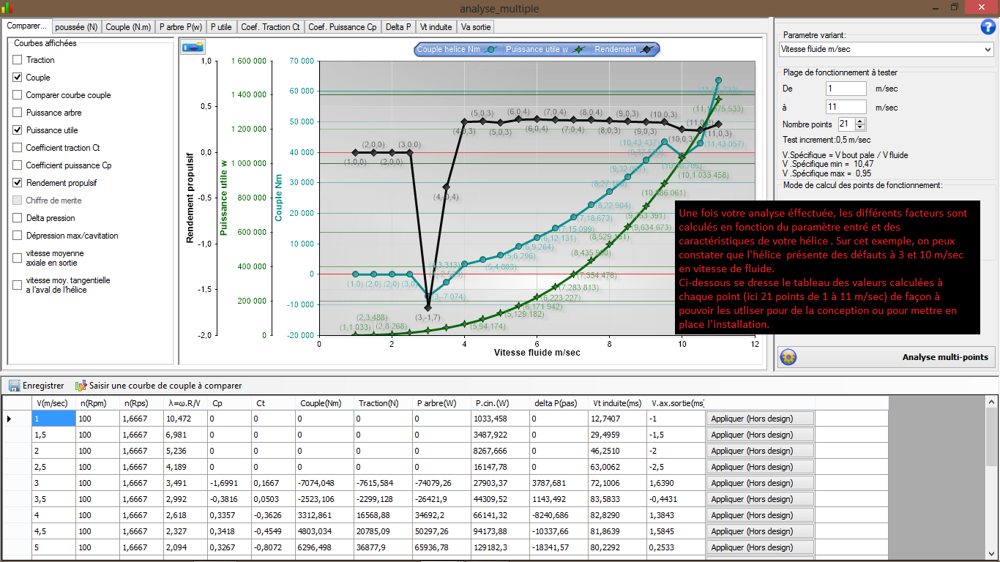 analyse_multiple
Comparer... poussée (N) Couple (N.m) P arbre P(w) P utile Coef. Traction Ct Coef. Puissance Cp Delta P Vt induite Va sortie
Courbes affichées
Traction
Couple
Comparer courbe couple
Puissance arbre
Puissance utile
Coefficient traction Ct
Coefficient puissance Cp
Rendement propulsif
Chiffre de merite
Delta pression
Dépression max/cavitation
vitesse moyenne
axiale en sortie
vitesse moy. tangentielle
a l'aval de l'hélice
Couple helice Nm Puissance utile w Rendement
1,0
0,5
0,0
-0,5
-1,0
-1,5
-2,0
Rendement propulsif
1 600 000
1 400 000
1 200 000
1 000 000
800 000
600 000
400 000
200 000
0
Puissance utile w
70 000
60 000
50 000
40 000
30 000
20 000
10 000
0
-10 000
-20 000
Couple Nm
0 2 4 6 8 10 12
Vitesse fluide m/sec
(1,0,0)
(2,0,0)
(2,0,0)
(3,0,0)
(3,-1,7)
(4,-0,4)
(4,0,3)
(5,0,3)
(5,0,3)
(6,0,4)
(6,0,4)
(7,0,4)
(7,0,4)
(8,0,4)
(8,0,3)
(9,0,3)
(9,0,3)
(10,0,3)
(10,0,3)
(11,0,3)
(1,0)
(2,0)
(2,0)
(3,0)
(3,-7 074)
(4,3 313)
(5,4 803)
(5,6 296)
(6,9 264)
(6,12 131)
(7,15 099)
(7,18 673)
(8,22 904)
(10,43 437)
(11,43 057)
(1,1 033)
(2,3 488)
(2,8 268)
(5,94 174)
(5,129 182)
(6,171 942)
(6,223 227)
(7,283 813)
(7,354 478)
(9,634 673)
(10,886 061)
(10,1 033 458)
Parametre variant:
Vitesse fluide m/sec
Plage de fonctionnement à tester
De 1 m/sec
à 11 m/sec
Nombre points 21
Test increment:0,5 m/sec
V.Spécifique = V bout pale / V fluide
V .Spécifique min = 10,47
V .Spécifique max = 0,95
Mode de calcul des points de fonctionnement:
Une fois votre analyse éffectuée, les différents facteurs sont
calculés en fonction du paramètre entré et des
caractéristiques de votre hélice . Sur cet exemple, on peux
constater que l'hélice présente des défauts à 3 et 10 m/sec
en vitesse de fluide.
Ci-dessous se dresse le tableau des valeurs calculées à
chaque point (ici 21 points de 1 à 11 m/sec) de façon à
pouvoir les utliser pour de la conception ou pour mettre en
place l'installation.
Analyse multi-points
Enregistrer Saisir une courbe de couple à comparer
V(m/sec) n(Rpm) n(Rps) λ=ω.R/V Cp Ct Couple(Nm) Traction(N) P arbre(W) P.cin.(W) delta P(pas) Vt induite(ms) V.ax.sortie(ms)
1 100 1,6667 10,472 0 0 0 0 0 1033,458 0 12,7407 -1 Appliquer (Hors design)
1,5 100 1,6667 6,981 0 0 0 0 0 3487,922 0 29,4959 -1,5 Appliquer (Hors design)
2 100 1,6667 5,236 0 0 0 0 0 8267,666 0 46,2510 -2 Appliquer (Hors design)
2,5 100 1,6667 4,189 0 0 0 0 0 16147,78 0 63,0062 -2,5 Appliquer (Hors design)
3 100 1,6667 3,491 -1,6991 0,1667 -7074,048 -7615,584 -74079,26 27903,37 3787,681 72,1006 1,6390 Appliquer (Hors design)
3,5 100 1,6667 2,992 -0,3816 0,0503 -2523,106 -2299,128 -26421,9 44309,52 1143,492 83,5833 -0,4431 Appliquer (Hors design)
4 100 1,6667 2,618 0,3357 -0,3626 3312,861 16568,88 34692,2 66141,32 -8240,686 82,8290 1,3843 Appliquer (Hors design)
4,5 100 1,6667 2,327 0,3418 -0,4549 4803,034 20785,09 50297,26 94173,88 -10337,66 81,8639 1,5845 Appliquer (Hors design)
5 100 1,6667 2,094 0,3267 -0,8072 6296,498 36877,9 65936,78 129182,3 -18341,57 80,2292 0,2533 Appliquer (Hors design)